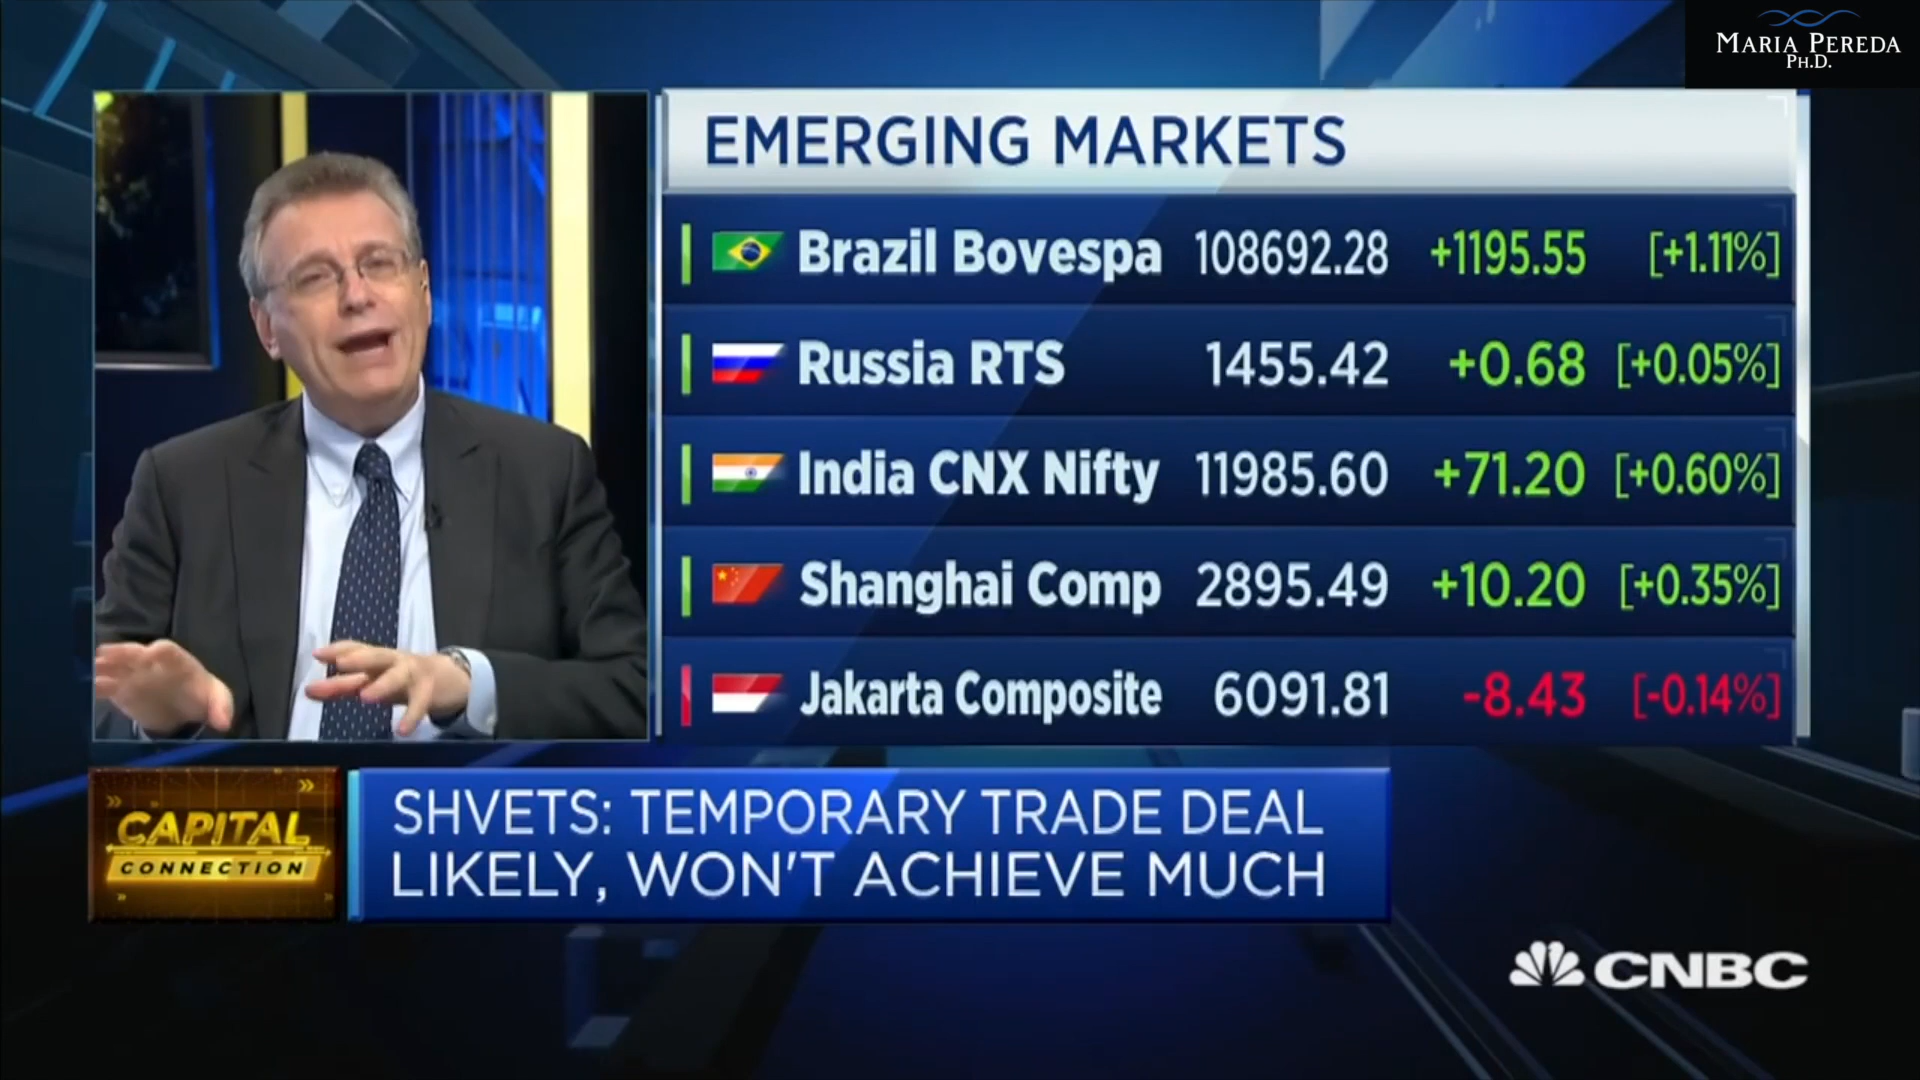 MARIA PEREDA
PH.D.
EMERGING MARKETS
Brazil Bovespa 108692.28 +1195.55 [+1.11%]
Russia RTS 1455.42 +0.68 [+0.05%]
India CNX Nifty 11985.60 +71.20 [+0.60%]
Shanghai Comp 2895.49 +10.20 [+0.35%]
Jakarta Composite 6091.81 -8.43 [-0.14%]
CAPITAL
CONNECTION
SHVETS: TEMPORARY TRADE DEAL
LIKELY, WON'T ACHIEVE MUCH
CNBC